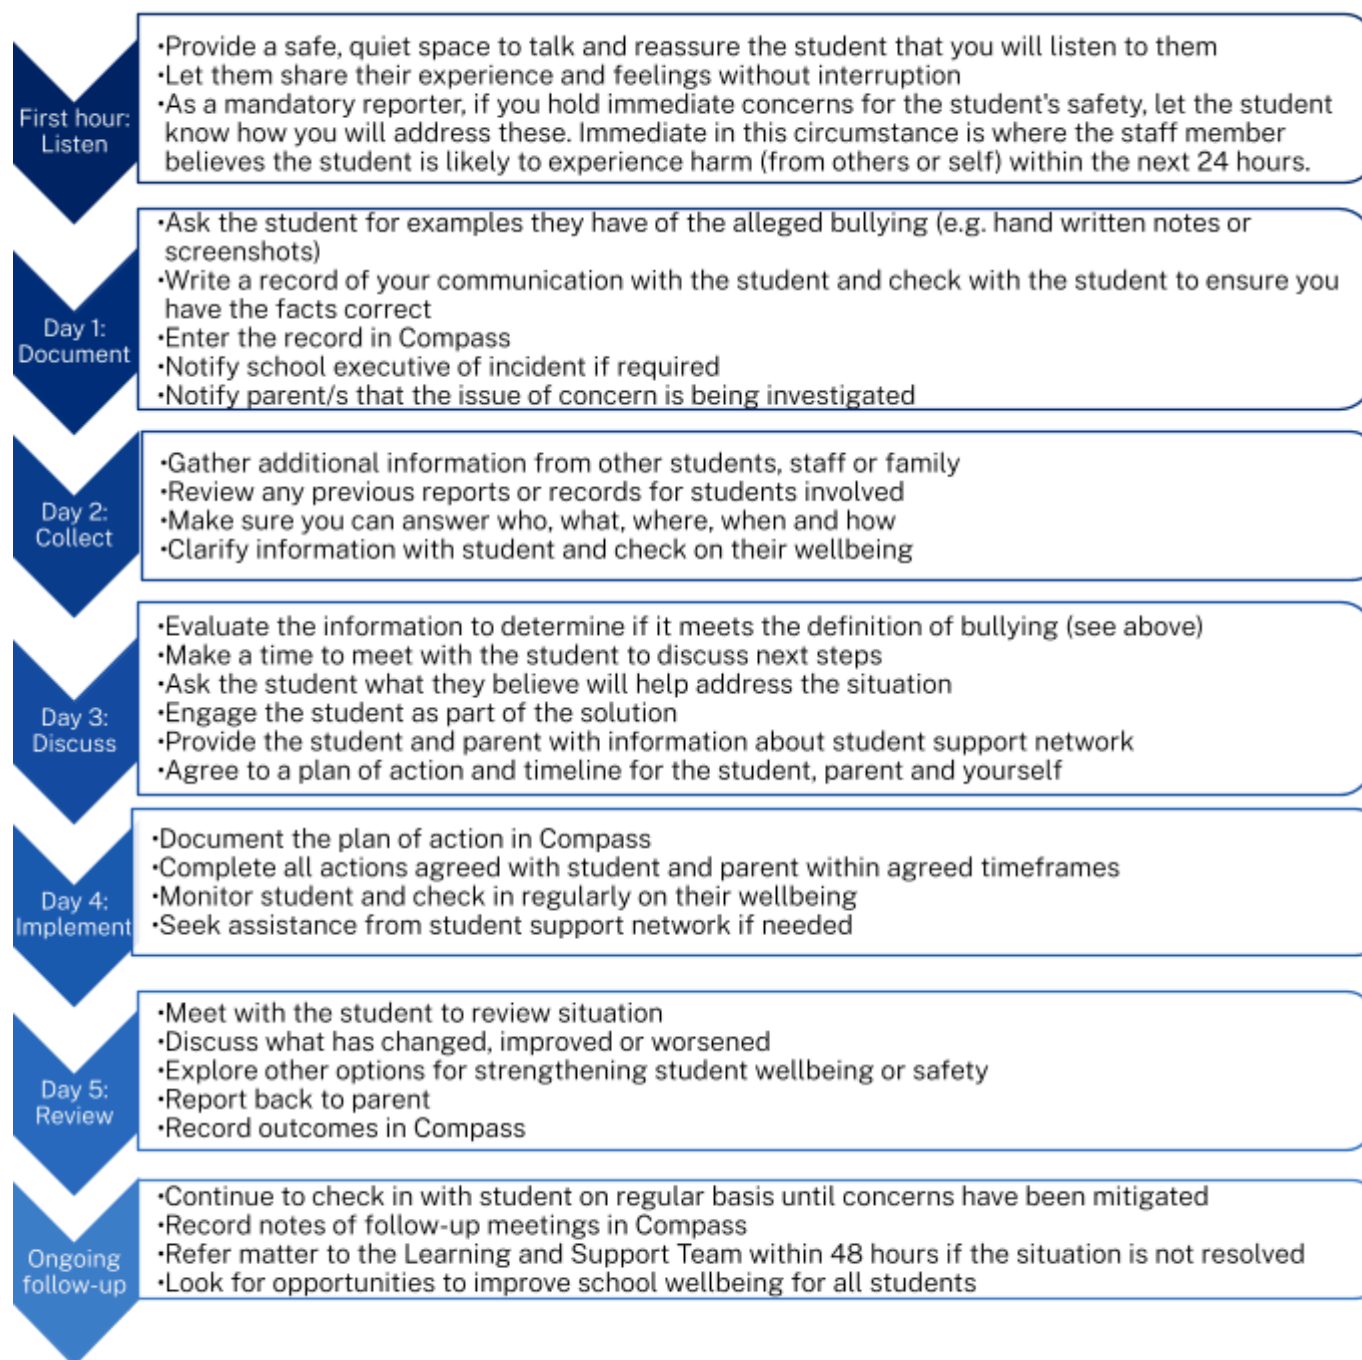 First hour:
Listen
•Provide a safe, quiet space to talk and reassure the student that you will listen to them
•Let them share their experience and feelings without interruption
•As a mandatory reporter, if you hold immediate concerns for the student's safety, let the student
know how you will address these. Immediate in this circumstance is where the staff member
believes the student is likely to experience harm (from others or self) within the next 24 hours.
Day 1:
Document
•Ask the student for examples they have of the alleged bullying (e.g. hand written notes or
screenshots)
•Write a record of your communication with the student and check with the student to ensure you
have the facts correct
•Enter the record in Compass
•Notify school executive of incident if required
•Notify parent/s that the issue of concern is being investigated
Day 2:
Collect
•Gather additional information from other students, staff or family
•Review any previous reports or records for students involved
•Make sure you can answer who, what, where, when and how
•Clarify information with student and check on their wellbeing
Day 3:
Discuss
•Evaluate the information to determine if it meets the definition of bullying (see above)
•Make a time to meet with the student to discuss next steps
•Ask the student what they believe will help address the situation
•Engage the student as part of the solution
•Provide the student and parent with information about student support network
•Agree to a plan of action and timeline for the student, parent and yourself
Day 4:
Implement
•Document the plan of action in Compass
•Complete all actions agreed with student and parent within agreed timeframes
•Monitor student and check in regularly on their wellbeing
•Seek assistance from student support network if needed
Day 5:
Review
•Meet with the student to review situation
•Discuss what has changed, improved or worsened
•Explore other options for strengthening student wellbeing or safety
•Report back to parent
•Record outcomes in Compass
Ongoing
follow-up
•Continue to check in with student on regular basis until concerns have been mitigated
•Record notes of follow-up meetings in Compass
•Refer matter to the Learning and Support Team within 48 hours if the situation is not resolved
•Look for opportunities to improve school wellbeing for all students